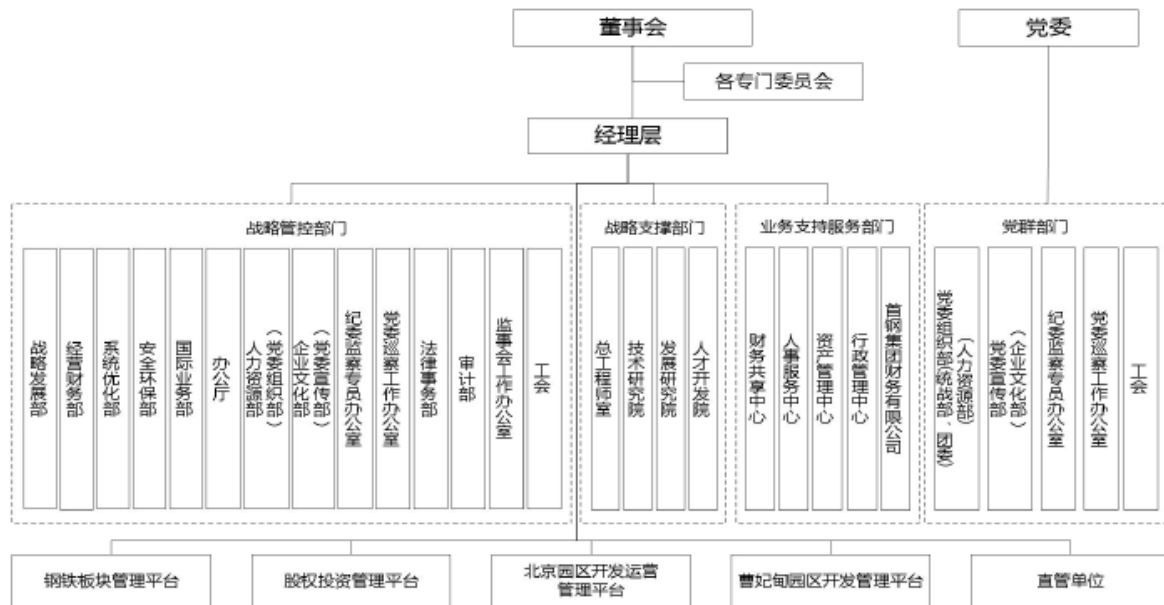 董事会
党委
各专门委员会
经理层
战略管控部门
战略支撑部门
业务支持服务部门
党群部门
战略发展部
经营财务部
系统优化部
安全环保部
国际业务部
办公厅
人力资源部
（党委组织部）
企业文化部
（党委宣传部）
纪委监察专员办公室
党委巡察工作办公室
法律事务部
审计部
监事会工作办公室
工会
总工程师室
技术研究院
发展研究院
人才开发院
财务共享中心
人事服务中心
资产管理中心
行政管理中心
首钢集团财务有限公司
党委组织部(统战部、团委)
(人力资源部)
党委宣传部
（企业文化部）
纪委监察专员办公室
党委巡察工作办公室
工会
钢铁板块管理平台
股权投资管理平台
北京园区开发运营
管理平台
曹妃甸园区开发管理平台
直管单位